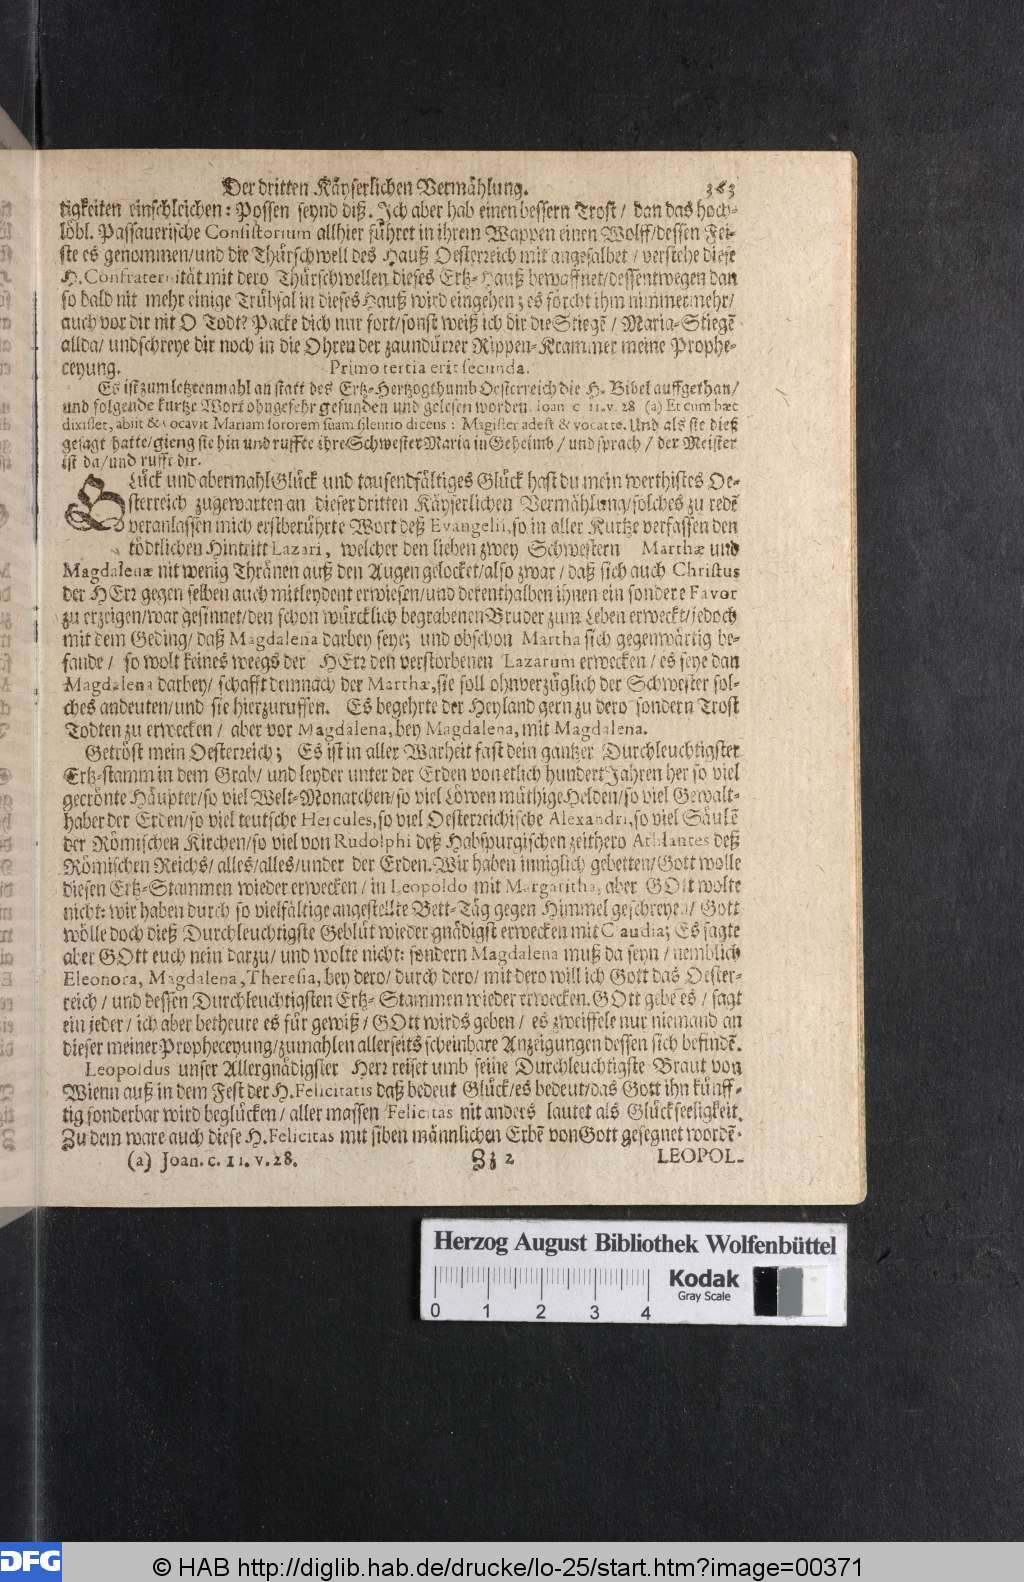 Der dritten Käyserlichen Vermählung. 363
tigkeiten einschleichen: Possen seynd diß. Ich aber hab einen bessern Trost / dan das hoch-
löbl. Passauerische Consistorium allhier führet in ihrem Wappen einen Wolff/dessen Fei-
ste es genommen/und die Thürschwell des Hauß Oesterreich mit angesalbet / verstehe diese
H. Confraternität mit dero Thürschwellen dieses Ertz-Hauß bewaffnet/dessentwegen dan
so bald nit mehr einige Trübsal in dieses Hauß wird eingehen; es förcht ihm nimmermehr/
auch vor dir nit O Todt? Packe dich nur fort/sonst weiß ich dir die Stiegẽ / Maria-Stiegẽ
allda/ und schreye dir noch in die Ohren der zaundürrer Rippen-Krammer meine Prophe-
ceyung. Primo tertia erit secunda.
Es ist zum letztenmahl an statt des Ertz-Hertzogthumb Oesterreich die H. Bibel auffgethan/
und folgende kurtze Wort ohngefehr gefunden und gelesen worden. Joan c 11. v. 28 (a) Et cum hæc
dixisset, abiit & vocavit Mariam sororem suam silentio dicens: Magister adest & vocat te. Und als sie dieß
gesagt hatte/gieng sie hin und ruffte ihre Schwester Maria in Geheimb / und sprach / der Meister
ist da/und rufft dir.
GLück und abermahl Glück und tausendfältiges Glück hast du mein werthistes Oe-
sterreich zugewarten an dieser dritten Käyserlichen Vermählung/solches zu redẽ
veranlassen mich erstberührte Wort deß Evangelii, so in aller Kurtze verfassen den
tödtlichen Hintritt Lazari, welcher den lieben zwey Schwestern Marthæ und
Magdalenæ nit wenig Thränen auß den Augen gelocket/also zwar / daß sich auch Christus
der HErr gegen selben auch mitleydent erwiesen/und derenthalben ihnen ein sondere Favor
zu erzeigen/war gesinnet/den schon würcklich begrabenen Bruder zum Leben erweckt/jedoch
mit dem Geding/ daß Magdalena darbey seye; und obschon Martha sich gegenwärtig be-
fande / so wolt keines weegs der HErr den verstorbenen Lazarum erwecken / es seye dan
Magdalena darbey/ schafft demnach der Marthæ, sie soll ohnverzüglich der Schwester sol-
ches andeuten/und sie hierzuruffen. Es begehrte der Heyland gern zu dero sondern Trost
Todten zu erwecken / aber vor Magdalena, bey Magdalena, mit Magdalena.
Getröst mein Oesterreich; Es ist in aller Warheit fast dein gantzer Durchleuchtigster
Ertz-stamm in dem Grab/ und leyder unter der Erden von etlich hundert Jahren her so viel
gecrönte Häupter/so viel Welt-Monarchen/so viel Löwen müthige Helden/so viel Gewalt-
haber der Erden/so viel teutsche Hercules, so viel Oesterreichische Alexandri, so viel Säulẽ
der Römischen Kirchen/so viel von Rudolphi deß Habspurgischen zeithero Athlantes deß
Römischen Reichs/ alles/alles/under der Erden. Wir haben inniglich gebetten/Gott wolle
diesen Ertz-Stammen wieder erwecken / in Leopoldo mit Margaritha, aber GOtt wolte
nicht: wir haben durch so vielfältige angestellte Bett-Täg gegen Himmel geschreyen/ Gott
wölle doch dieß Durchleuchtigste Geblüt wieder gnädigst erwecken mit Claudia; Es sagte
aber GOtt euch nein darzu/ und wolte nicht: sondern Magdalena muß da seyn / nemblich
Eleonora, Magdalena, Theresia, bey dero/ durch dero/ mit dero will ich Gott das Oester-
reich / und dessen Durchleuchtigsten Ertz-Stammen wieder erwecken. GOtt gebe es / sagt
ein jeder / ich aber betheure es für gewiß/ GOtt wirds geben / es zweiffele nur niemand an
dieser meiner Propheceyung/zumahlen allerseits scheinbare Anzeigungen dessen sich befindẽ.
Leopoldus unser Allergnädigster Herr reiset umb seine Durchleuchtigste Braut von
Wienn auß in dem Fest der H. Felicitatis daß bedeut Glück/es bedeut/das Gott ihn künff-
tig sonderbar wird beglücken / aller massen Felicitas nit anders lautet als Glückseeligkeit.
Zu dem ware auch diese H. Felicitas mit siben männlichen Erbẽ von Gott gesegnet wordẽ.
(a) Joan. c. 11. v. 28. Zz 2 LEOPOL-
Herzog August Bibliothek Wolfenbüttel
0 1 2 3 4
Kodak
Gray Scale
DFG © HAB http://diglib.hab.de/drucke/lo-25/start.htm?image=00371